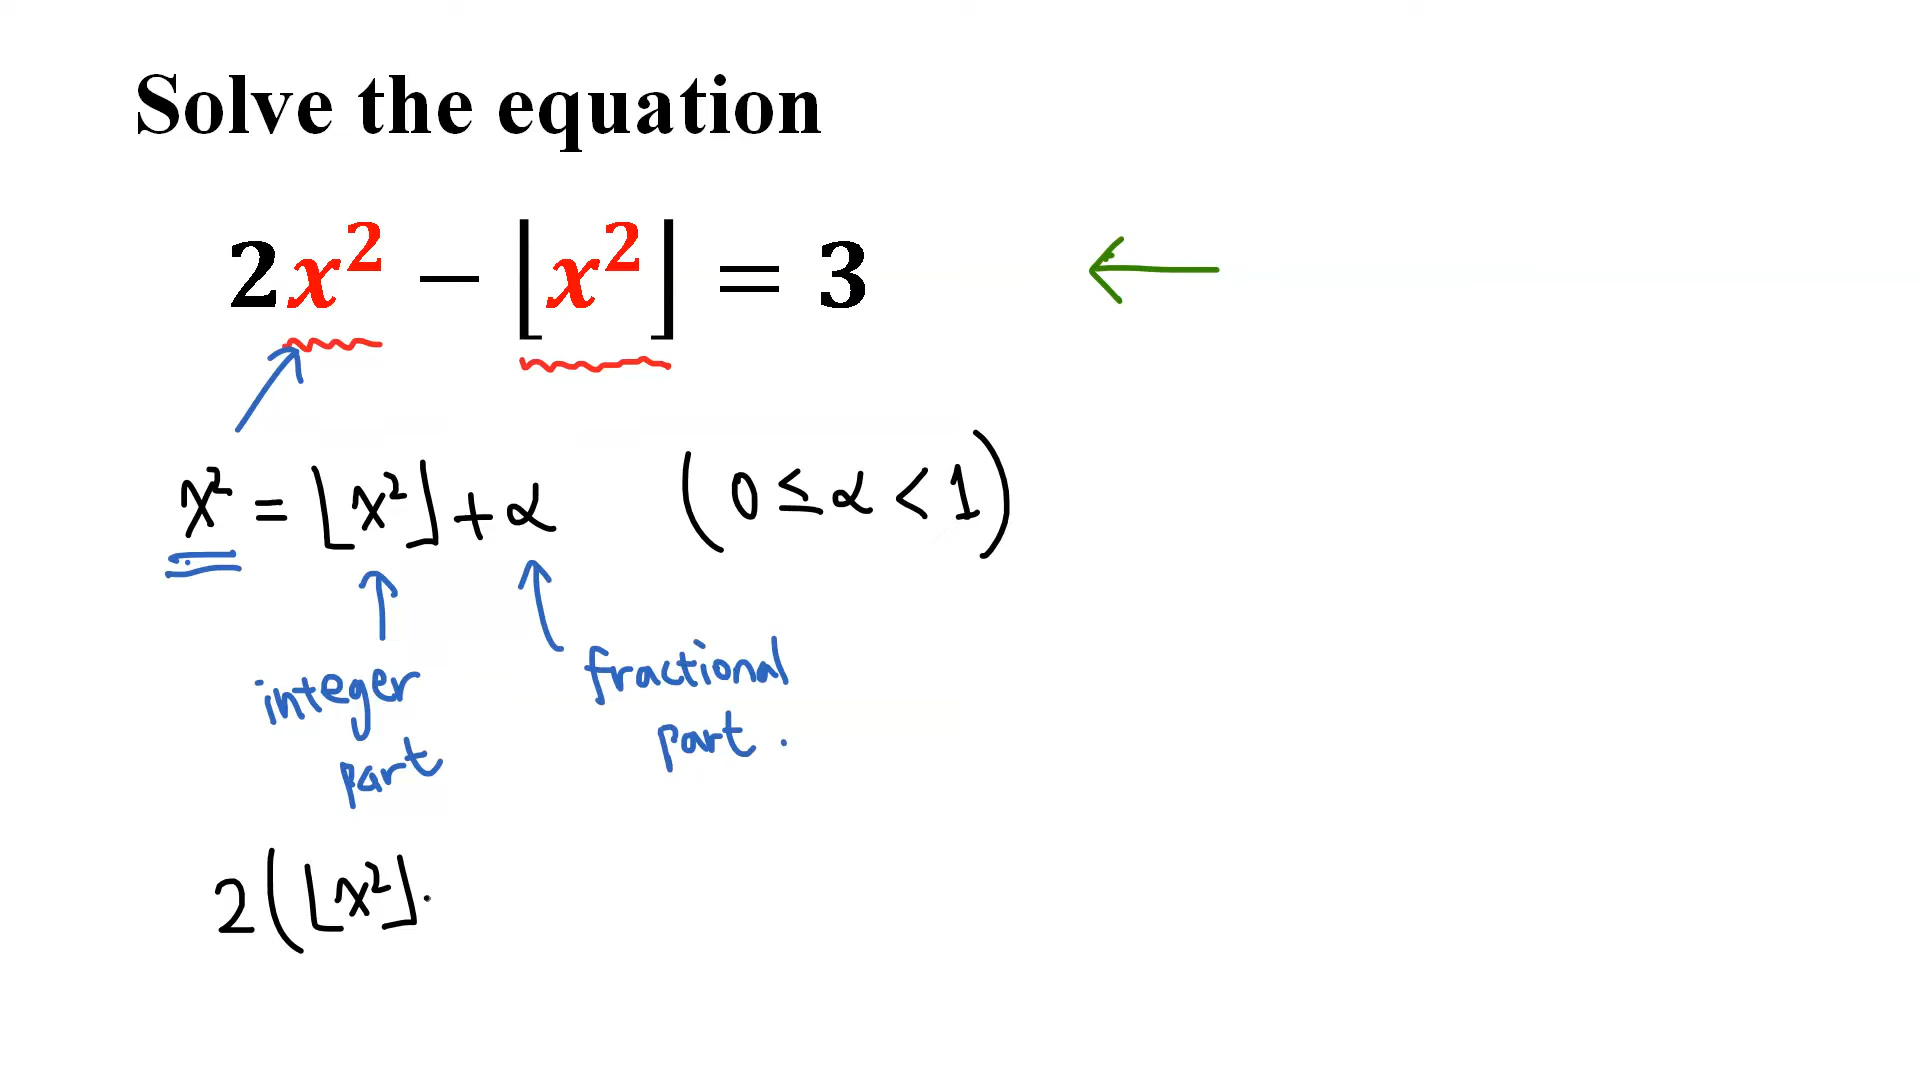 Solve the equation
2x² − ⌊x²⌋ = 3
x² = ⌊x²⌋ + α (0 ≤ α < 1)
integer part
fractional part.
2(⌊x²⌋